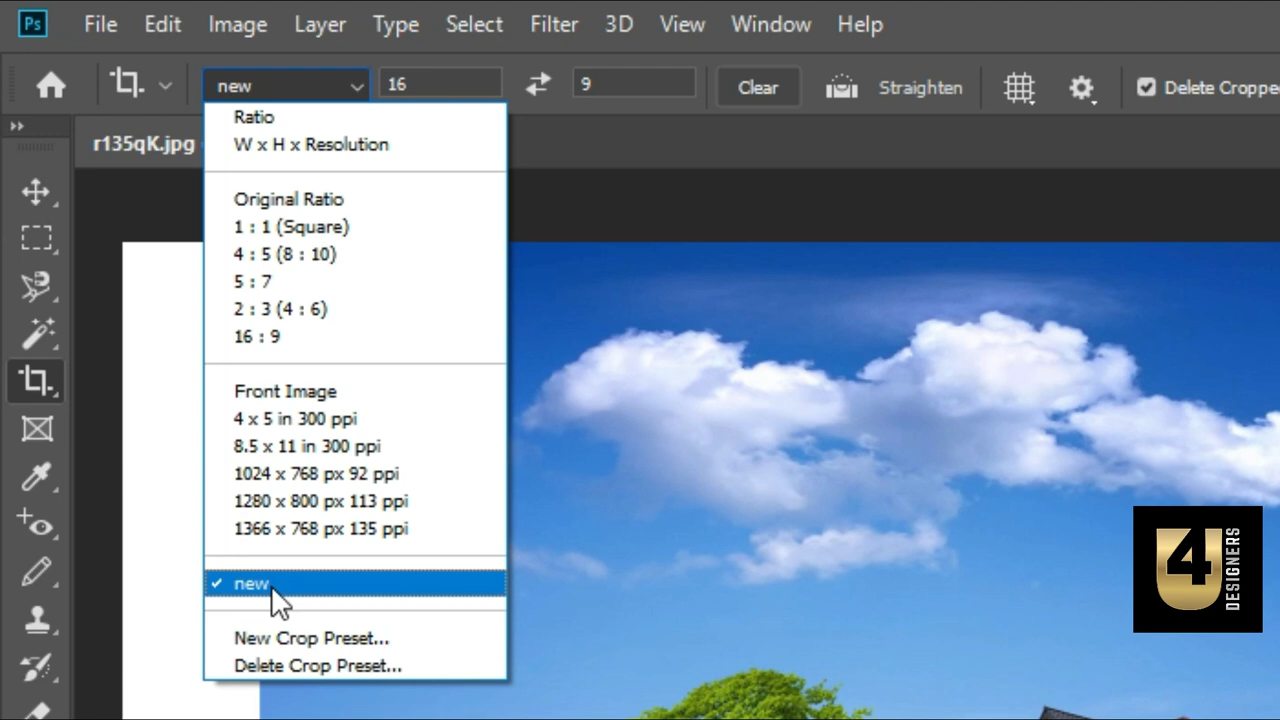 Ps File Edit Image Layer Type Select Filter 3D View Window Help
new 16 9 Clear Straighten Delete Croppe
r135qK.jpg
Ratio
W x H x Resolution
Original Ratio
1 : 1 (Square)
4 : 5 (8 : 10)
5 : 7
2 : 3 (4 : 6)
16 : 9
Front Image
4 x 5 in 300 ppi
8.5 x 11 in 300 ppi
1024 x 768 px 92 ppi
1280 x 800 px 113 ppi
1366 x 768 px 135 ppi
new
New Crop Preset...
Delete Crop Preset...
U4
DESIGNERS